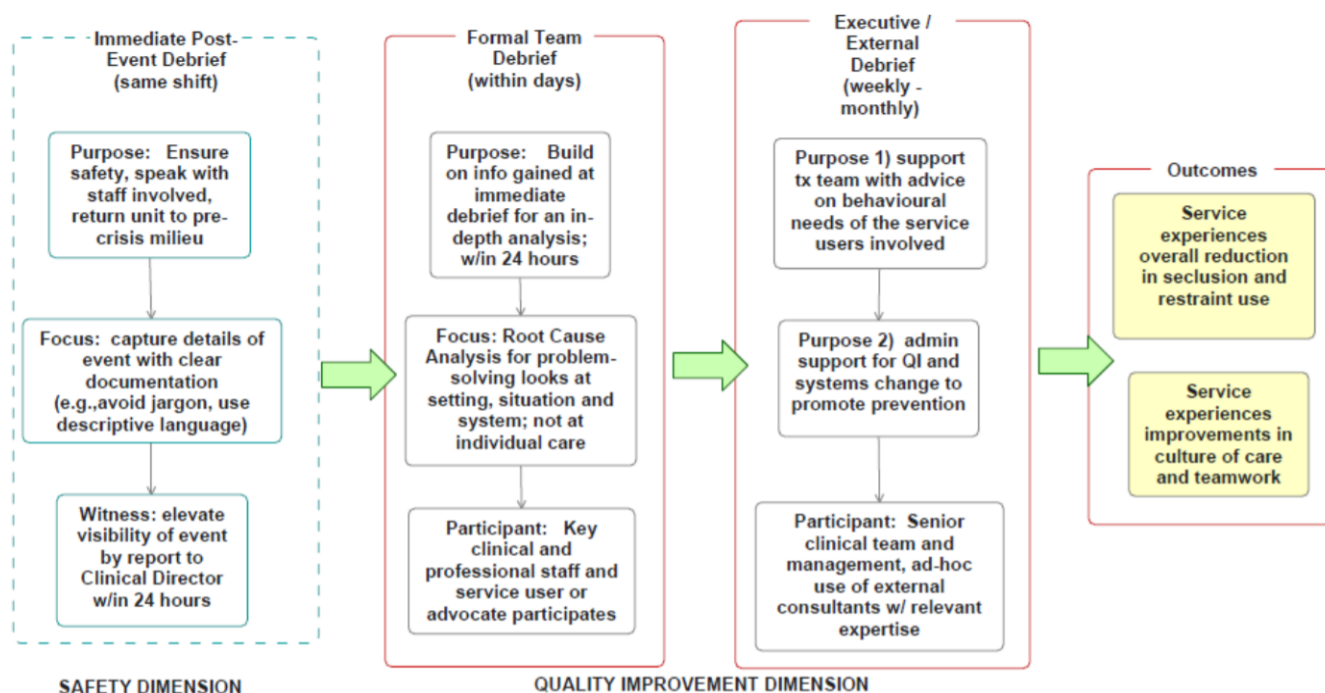 Immediate Post-
Event Debrief
(same shift)
Purpose: Ensure
safety, speak with
staff involved,
return unit to pre-
crisis milieu
Focus: capture details of
event with clear
documentation
(e.g.,avoid jargon, use
descriptive language)
Witness: elevate
visibility of event
by report to
Clinical Director
w/in 24 hours
SAFETY DIMENSION
Formal Team
Debrief
(within days)
Purpose: Build
on info gained at
immediate
debrief for an in-
depth analysis;
w/in 24 hours
Focus: Root Cause
Analysis for problem-
solving looks at
setting, situation and
system; not at
individual care
Participant: Key
clinical and
professional staff and
service user or
advocate participates
Executive /
External
Debrief
(weekly -
monthly)
Purpose 1) support
tx team with advice
on behavioural
needs of the service
users involved
Purpose 2) admin
support for QI and
systems change to
promote prevention
Participant: Senior
clinical team and
management, ad-hoc
use of external
consultants w/ relevant
expertise
QUALITY IMPROVEMENT DIMENSION
Outcomes
Service
experiences
overall reduction
in seclusion and
restraint use
Service
experiences
improvements in
culture of care
and teamwork